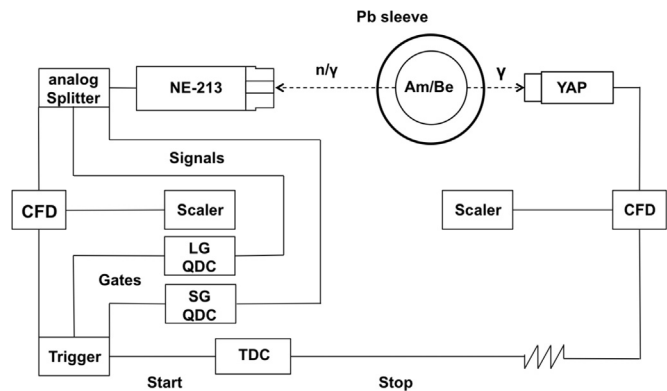 Pb sleeve
analog
Splitter
NE-213
n/γ
Am/Be
γ
YAP
Signals
CFD
Scaler
Scaler
CFD
LG
QDC
Gates
SG
QDC
Trigger
TDC
Start
Stop